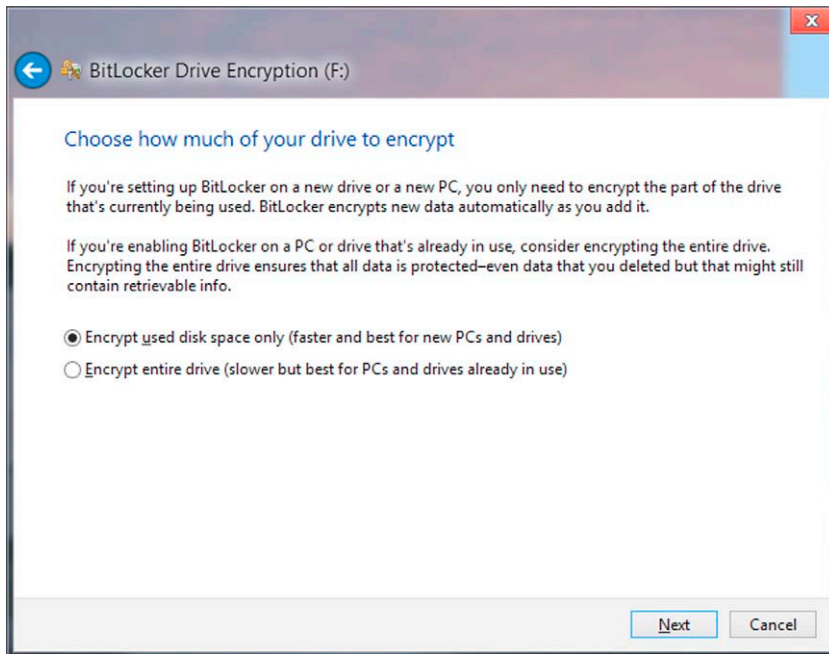 BitLocker Drive Encryption (F:)
Choose how much of your drive to encrypt
If you're setting up BitLocker on a new drive or a new PC, you only need to encrypt the part of the drive
that's currently being used. BitLocker encrypts new data automatically as you add it.
If you're enabling BitLocker on a PC or drive that's already in use, consider encrypting the entire drive.
Encrypting the entire drive ensures that all data is protected–even data that you deleted but that might still
contain retrievable info.
Encrypt used disk space only (faster and best for new PCs and drives)
Encrypt entire drive (slower but best for PCs and drives already in use)
Next Cancel